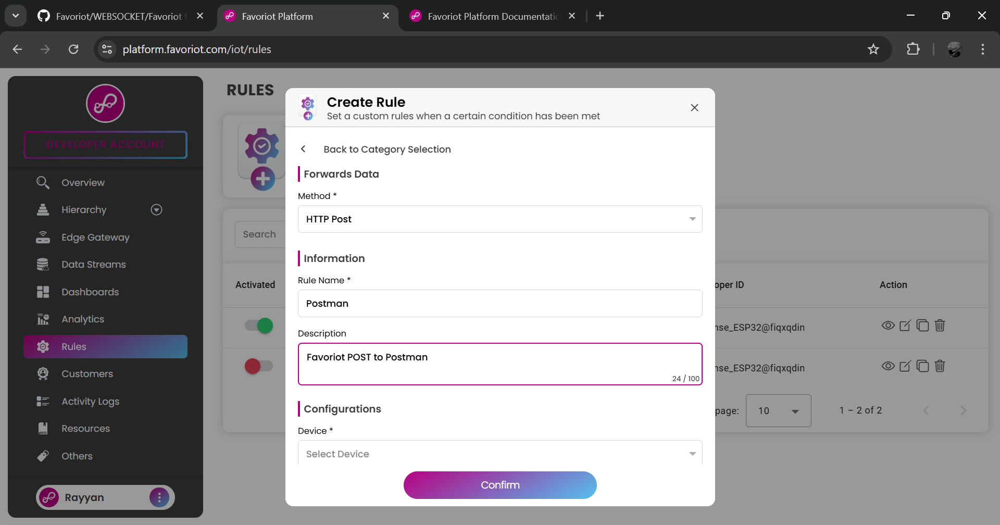 Favoriot/WEBSOCKET/Favoriot
Favoriot Platform
Favoriot Platform
platform.favoriot.com/iot/rules
DEVELOPER ACCOUNT
Overview
Hierarchy
Edge Gateway
Data Streams
Dashboards
Analytics
Rules
Customers
Activity Logs
Resources
Others
Rayyan
RULES
Search
Activated
oper ID
Action
nse_ESP32@fiqxqdin
nse_ESP32@fiqxqdin
page:
10
1 – 2 of 2
Create Rule
Set a custom rules when a certain condition has been met
Back to Category Selection
Forwards Data
Method *
HTTP Post
Information
Rule Name *
Postman
Description
Favoriot POST to Postman
24 / 100
Configurations
Device *
Select Device
Confirm